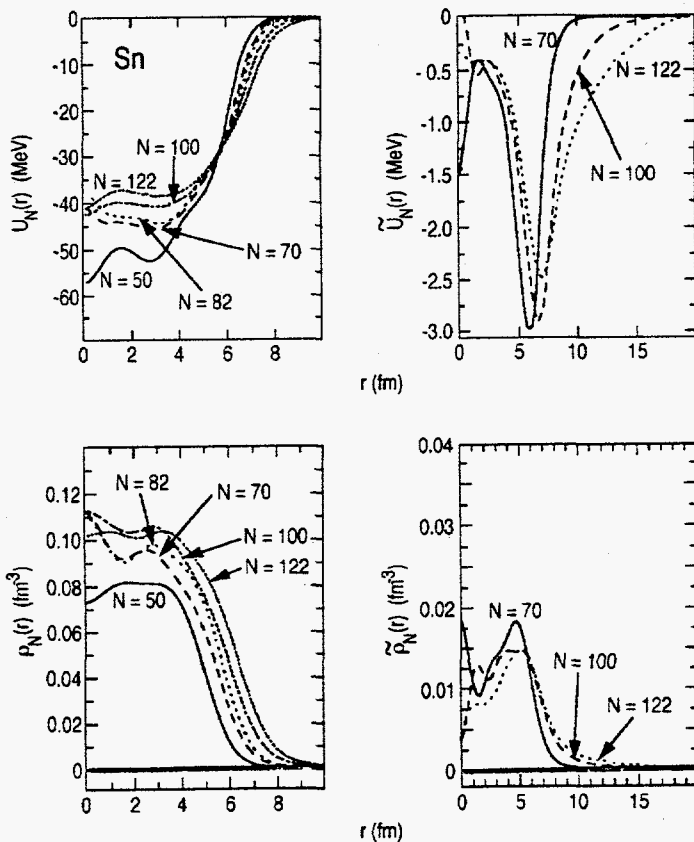 0
-10
-20
-30
-40
-50
-60
U_N(r) (MeV)
Sn
N = 100
N = 122
N = 70
N = 50
N = 82
0 2 4 6 8
0
- 0.5
-1.0
-1.5
-2.0
-2.5
-3.0
Ũ_N(r) (MeV)
N = 70
N = 122
N = 100
0 5 10 15
r (fm)
0.12
0.10
0.08
0.06
0.04
0.02
0
ρ_N(r) (fm³)
N = 82
N = 70
N = 100
N = 122
N = 50
0 2 4 6 8
0.04
0.03
0.02
0.01
0
ρ̃_N(r) (fm³)
N = 70
N = 100
N = 122
0 5 10 15
r (fm)